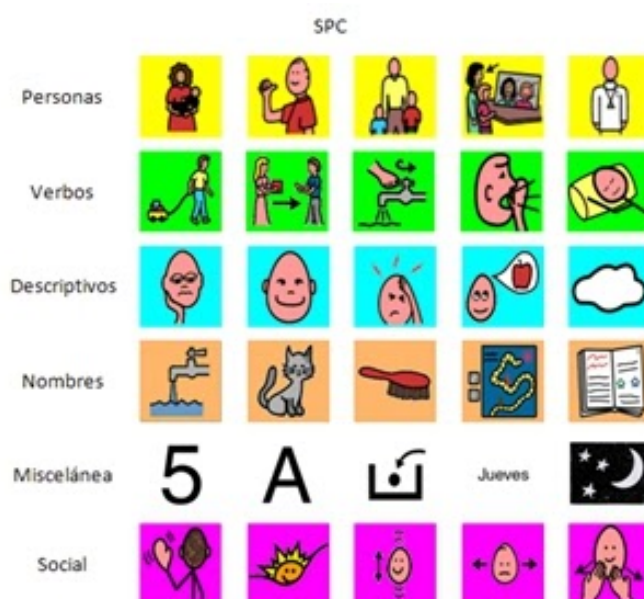 SPC
Personas
Verbos
Descriptivos
Nombres
Miscelánea 5 A Jueves
Social